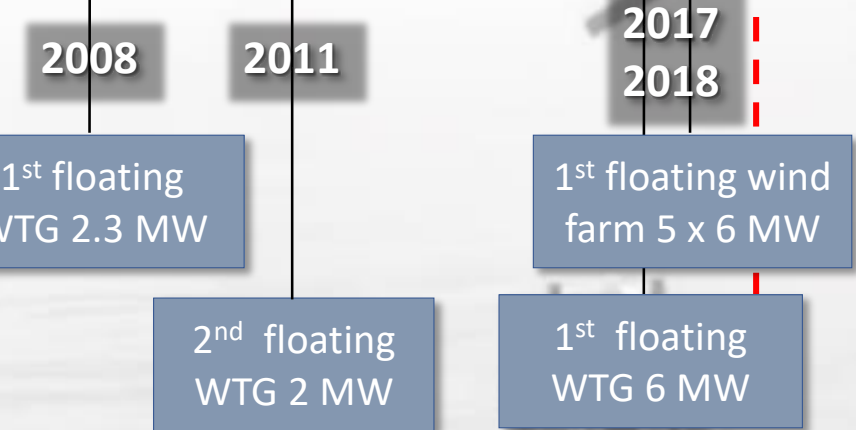 2008
2011
2017
2018
1st floating
WTG 2.3 MW
1st floating wind
farm 5 x 6 MW
2nd floating
WTG 2 MW
1st floating
WTG 6 MW